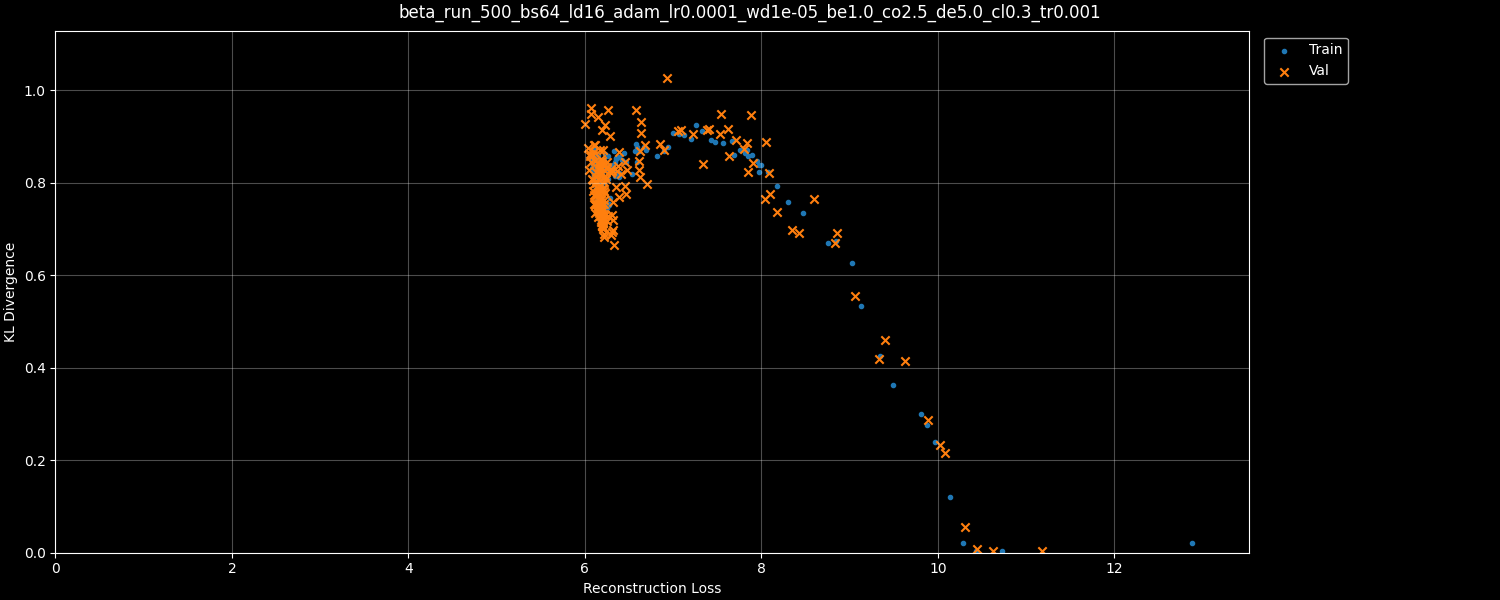 beta_run_500_bs64_ld16_adam_lr0.0001_wd1e-05_be1.0_co2.5_de5.0_cl0.3_tr0.001
Train
Val
KL Divergence
1.0
0.8
0.6
0.4
0.2
0.0
0 2 4 6 8 10 12
Reconstruction Loss